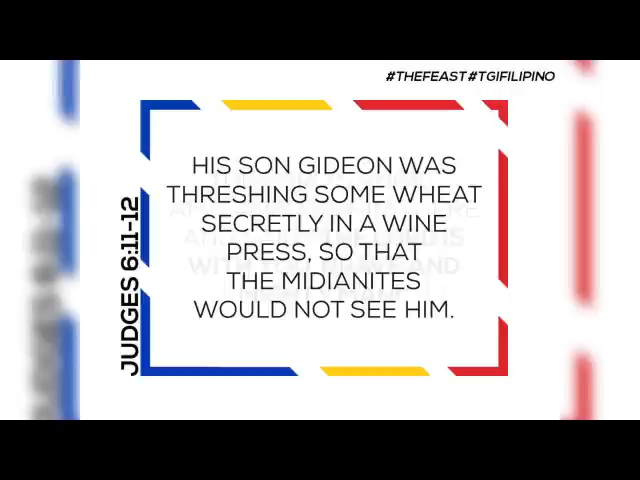 #THEFEAST #TGIFILIPINO
HIS SON GIDEON WAS
THRESHING SOME WHEAT
SECRETLY IN A WINE
PRESS, SO THAT
THE MIDIANITES
WOULD NOT SEE HIM.
JUDGES 6:11-12